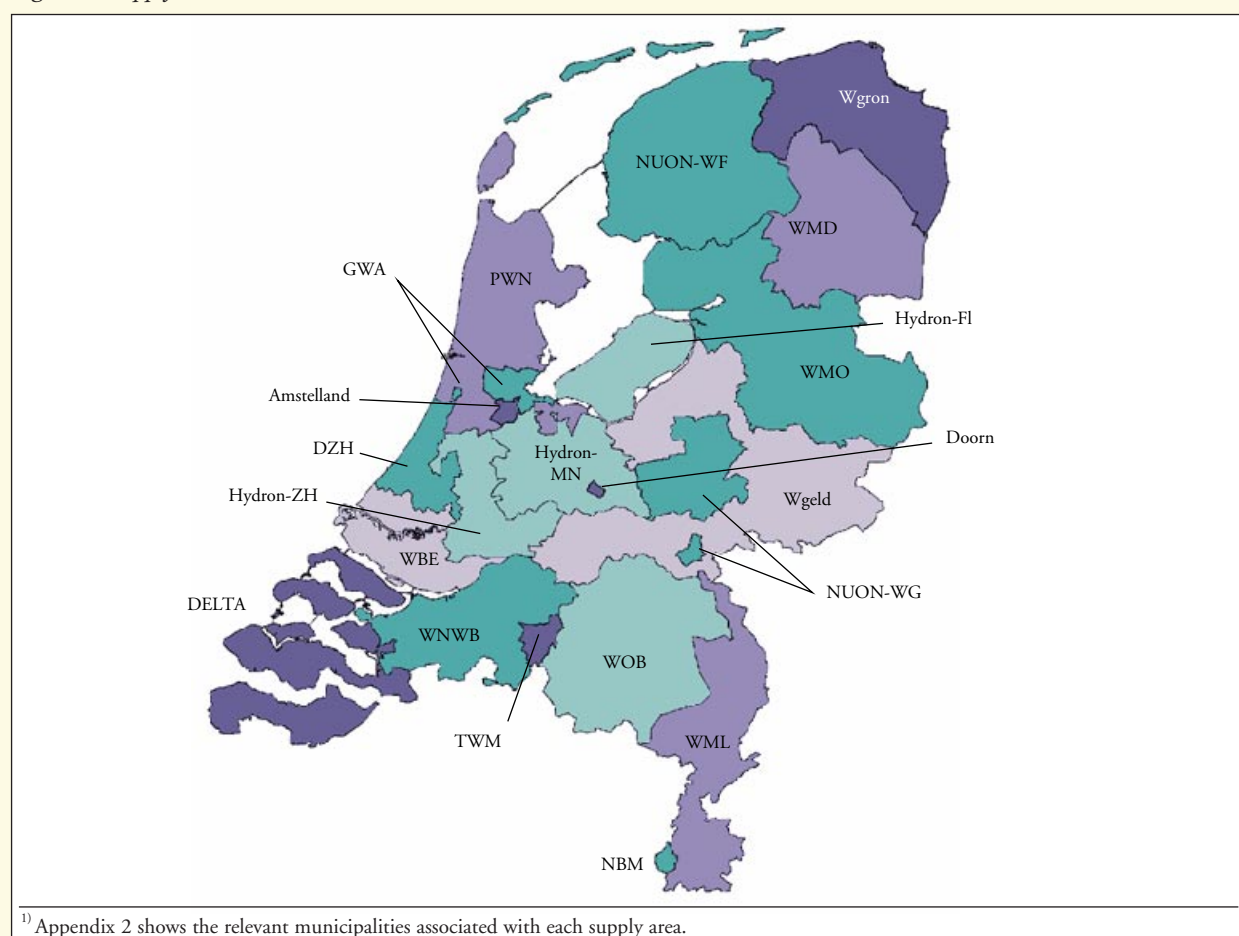 Wgron
NUON-WF
WMD
GWA
PWN
Hydron-Fl
WMO
Amstelland
Doorn
DZH
Hydron-
MN
Hydron-ZH
Wgeld
WBE
NUON-WG
DELTA
WNWB
WOB
TWM
WML
NBM
1) Appendix 2 shows the relevant municipalities associated with each supply area.